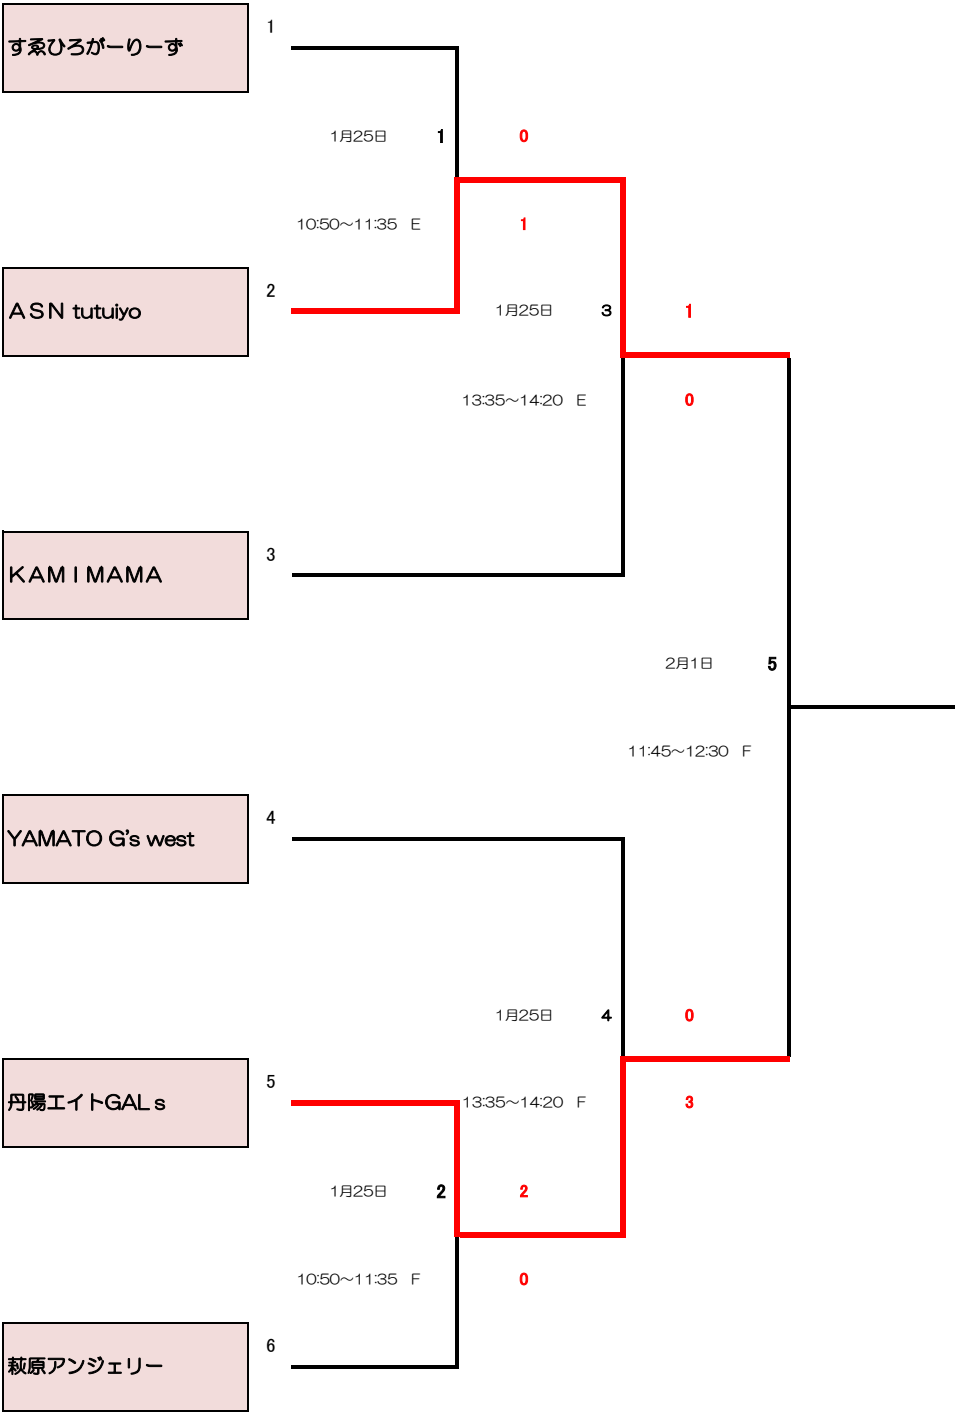 1
すゑひろがーりーず
1月25日 1 0
10:50～11:35 E 1
2
ＡＳＮ tutuiyo
1月25日 3 1
13:35～14:20 E 0
3
ＫＡＭＩＭＡＭＡ
2月1日 5
11:45～12:30 F
4
YAMATO G's west
1月25日 4 0
5
丹陽エイトGALｓ
13:35～14:20 F 3
1月25日 2 2
10:50～11:35 F 0
6
萩原アンジェリー